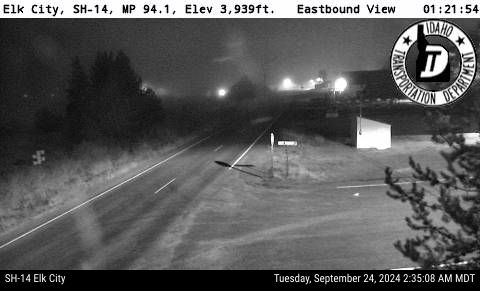 Elk City, SH-14, MP 94.1, Elev 3,939ft. Eastbound View 01:21:54
IDAHO
TRANSPORTATION DEPARTMENT
SH-14 Elk City Tuesday, September 24, 2024 2:35:08 AM MDT